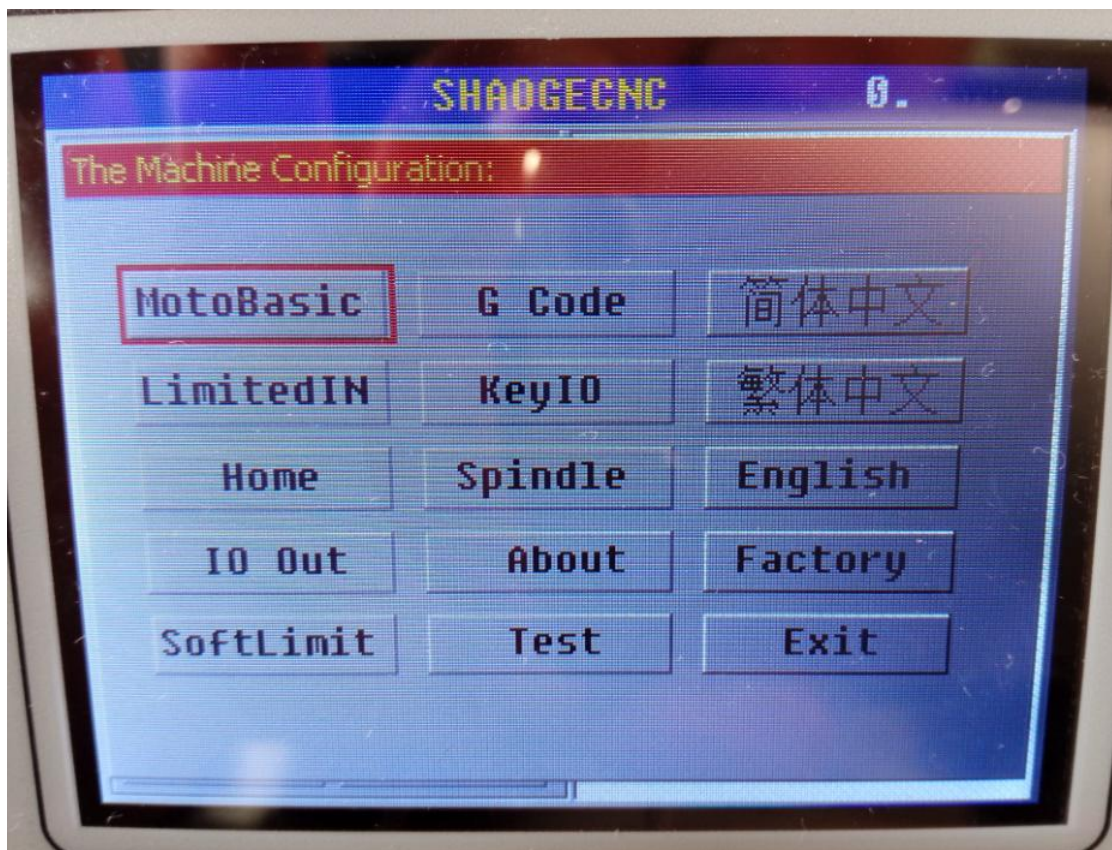 SHAOGECNC 0.
The Machine Configuration:
MotoBasic G Code 简体中文
LimitedIN KeyIO 繁体中文
Home Spindle English
IO Out About Factory
SoftLimit Test Exit